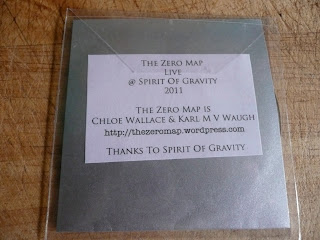 The Zero Map
Live
@ Spirit Of Gravity
2011
The Zero Map is
Chloe Wallace & Karl M V Waugh
http://thezeromap.wordpress.com
Thanks To Spirit Of Gravity